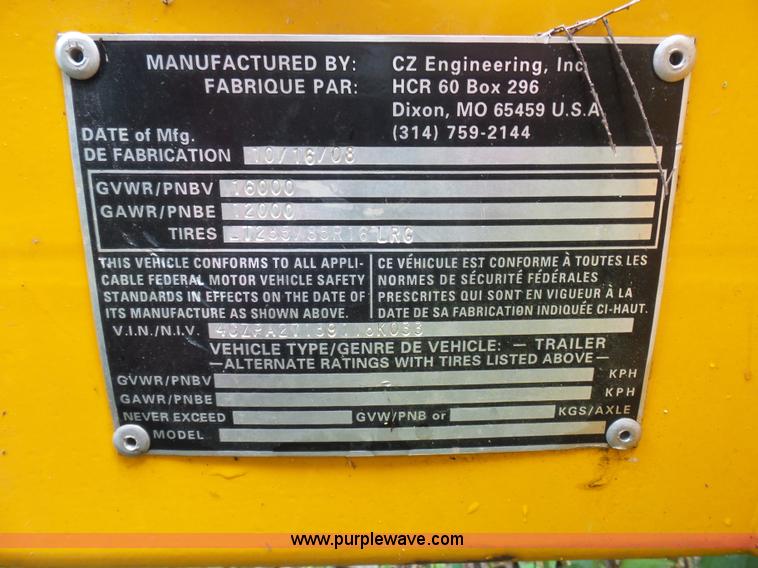 MANUFACTURED BY: CZ Engineering, Inc
FABRIQUE PAR: HCR 60 Box 296
Dixon, MO 65459 U.S.A
(314) 759-2144
DATE of Mfg.
DE FABRICATION 10/16/08
GVWR/PNBV 16000
GAWR/PNBE 12000
TIRES LT235/85R16 LRG
THIS VEHICLE CONFORMS TO ALL APPLI-
CABLE FEDERAL MOTOR VEHICLE SAFETY
STANDARDS IN EFFECTS ON THE DATE OF
ITS MANUFACTURE AS SHOWN ABOVE.
CE VÉHICULE EST CONFORME À TOUTES LES
NORMES DE SÉCURITÉ FÉDÉRALES
PRESCRITES QUI SONT EN VIGUEUR À LA
DATE DE SA FABRICATION INDIQUÉE CI-HAUT.
V.I.N./N.I.V.
VEHICLE TYPE/GENRE DE VEHICLE: — TRAILER
—ALTERNATE RATINGS WITH TIRES LISTED ABOVE—
GVWR/PNBV KPH
GAWR/PNBE KPH
NEVER EXCEED GVW/PNB or KGS/AXLE
MODEL
www.purplewave.com